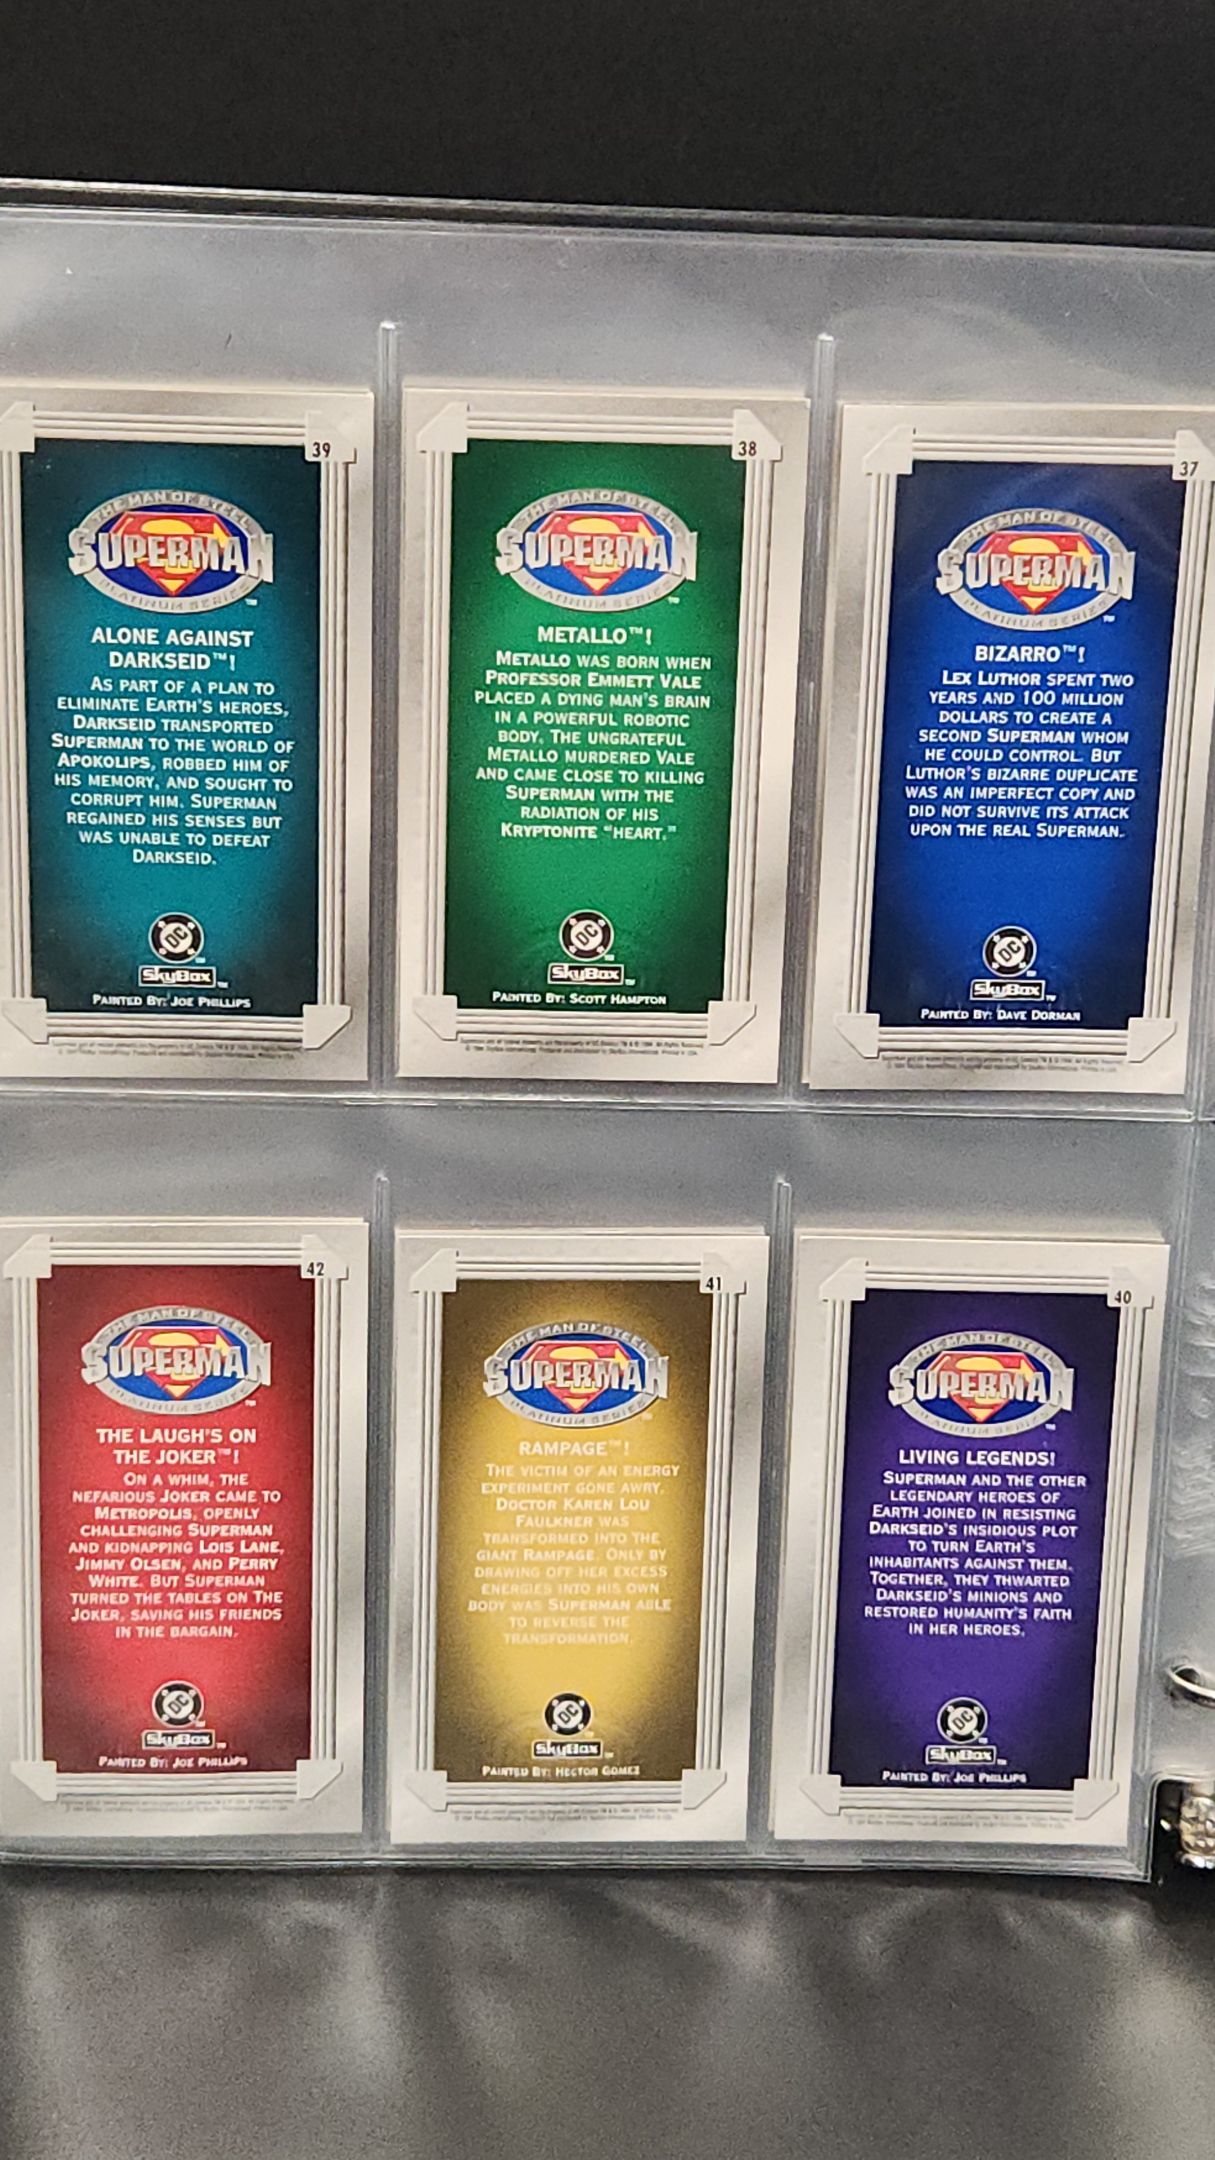 39
THE MAN OF STEEL
SUPERMAN
PLATINUM SERIES
ALONE AGAINST
DARKSEID™!
AS PART OF A PLAN TO
ELIMINATE EARTH'S HEROES,
DARKSEID TRANSPORTED
SUPERMAN TO THE WORLD OF
APOKOLIPS, ROBBED HIM OF
HIS MEMORY, AND SOUGHT TO
CORRUPT HIM. SUPERMAN
REGAINED HIS SENSES BUT
WAS UNABLE TO DEFEAT
DARKSEID.
DC
SkyBox™
PAINTED BY: JOE PHILLIPS
38
THE MAN OF STEEL
SUPERMAN
PLATINUM SERIES
METALLO™!
METALLO WAS BORN WHEN
PROFESSOR EMMETT VALE
PLACED A DYING MAN'S BRAIN
IN A POWERFUL ROBOTIC
BODY. THE UNGRATEFUL
METALLO MURDERED VALE
AND CAME CLOSE TO KILLING
SUPERMAN WITH THE
RADIATION OF HIS
KRYPTONITE "HEART."
DC
SkyBox™
PAINTED BY: SCOTT HAMPTON
37
THE MAN OF STEEL
SUPERMAN
PLATINUM SERIES
BIZARRO™!
LEX LUTHOR SPENT TWO
YEARS AND 100 MILLION
DOLLARS TO CREATE A
SECOND SUPERMAN WHOM
HE COULD CONTROL. BUT
LUTHOR'S BIZARRE DUPLICATE
WAS AN IMPERFECT COPY AND
DID NOT SURVIVE ITS ATTACK
UPON THE REAL SUPERMAN.
DC
SkyBox™
PAINTED BY: DAVE DORMAN
42
THE MAN OF STEEL
SUPERMAN
PLATINUM SERIES
THE LAUGH'S ON
THE JOKER™!
ON A WHIM, THE
NEFARIOUS JOKER CAME TO
METROPOLIS, OPENLY
CHALLENGING SUPERMAN
AND KIDNAPPING LOIS LANE,
JIMMY OLSEN, AND PERRY
WHITE. BUT SUPERMAN
TURNED THE TABLES ON THE
JOKER, SAVING HIS FRIENDS
IN THE BARGAIN.
DC
SkyBox™
PAINTED BY: JOE PHILLIPS
41
THE MAN OF STEEL
SUPERMAN
PLATINUM SERIES
RAMPAGE™!
THE VICTIM OF AN ENERGY
EXPERIMENT GONE AWRY,
DOCTOR KAREN LOU
FAULKNER WAS
TRANSFORMED INTO THE
GIANT RAMPAGE. ONLY BY
DRAWING OFF HER EXCESS
ENERGIES INTO HIS OWN
BODY WAS SUPERMAN ABLE
TO REVERSE THE
TRANSFORMATION.
DC
SkyBox™
PAINTED BY: HECTOR GOMEZ
40
THE MAN OF STEEL
SUPERMAN
PLATINUM SERIES
LIVING LEGENDS!
SUPERMAN AND THE OTHER
LEGENDARY HEROES OF
EARTH JOINED IN RESISTING
DARKSEID'S INSIDIOUS PLOT
TO TURN EARTH'S
INHABITANTS AGAINST THEM.
TOGETHER, THEY THWARTED
DARKSEID'S MINIONS AND
RESTORED HUMANITY'S FAITH
IN HER HEROES.
DC
SkyBox™
PAINTED BY: JOE PHILLIPS